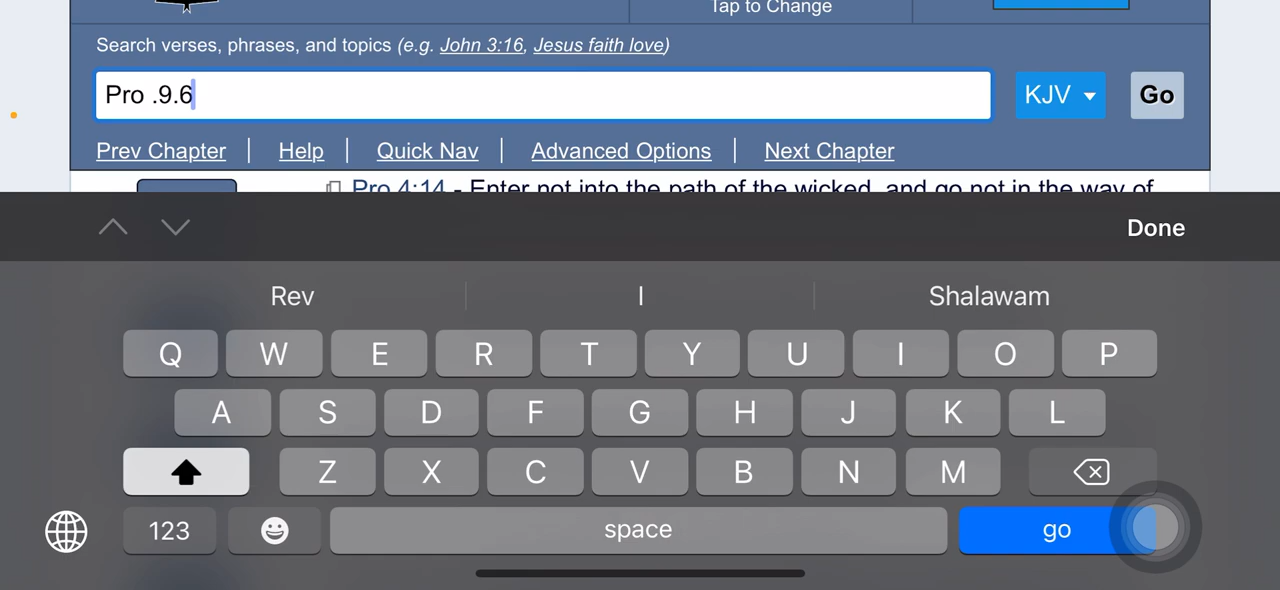 Tap to Change
Search verses, phrases, and topics (e.g. John 3:16, Jesus faith love)
Pro .9.6
KJV
Go
Prev Chapter
Help
Quick Nav
Advanced Options
Next Chapter
Pro 4:14 - Enter not into the path of the wicked, and go not in the way of
Done
Rev
I
Shalawam
Q W E R T Y U I O P
A S D F G H J K L
Z X C V B N M
123
space
go